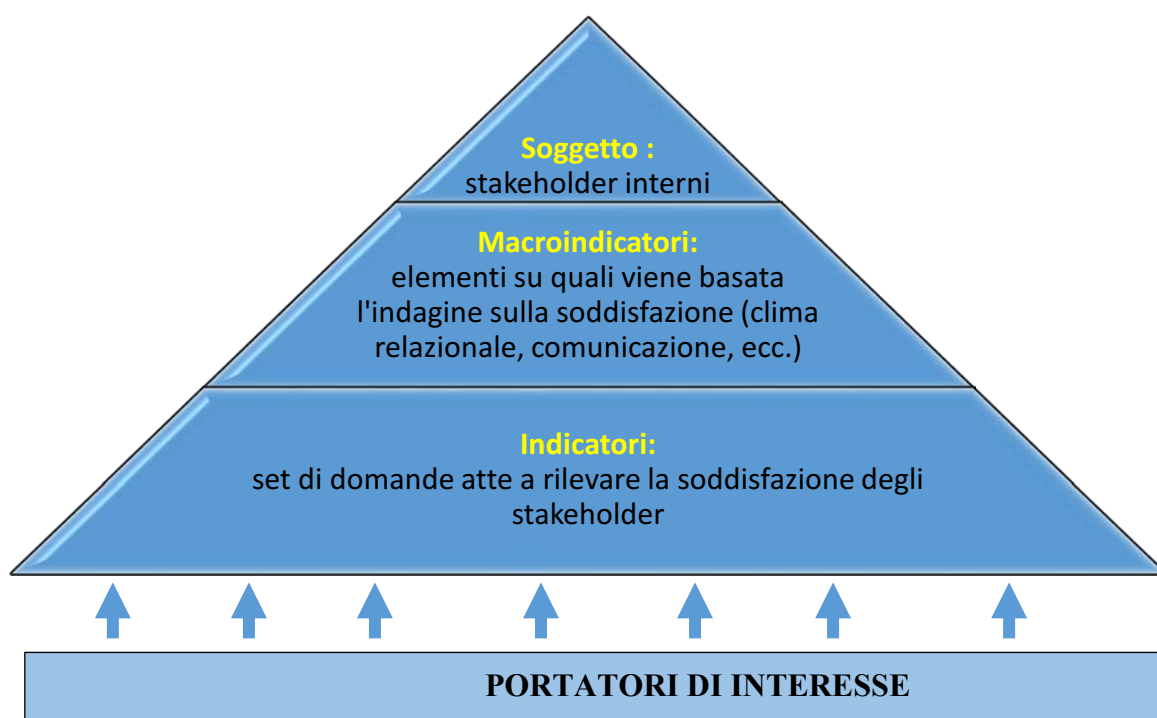 Soggetto :
stakeholder interni
Macroindicatori:
elementi su quali viene basata
l'indagine sulla soddisfazione (clima
relazionale, comunicazione, ecc.)
Indicatori:
set di domande atte a rilevare la soddisfazione degli
stakeholder
PORTATORI DI INTERESSE